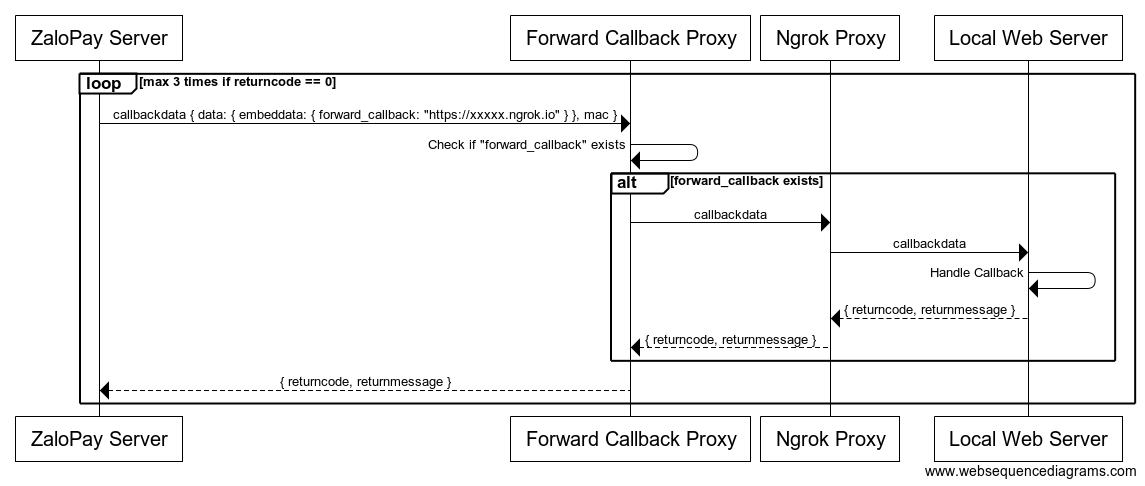 ZaloPay Server
Forward Callback Proxy
Ngrok Proxy
Local Web Server
loop
[max 3 times if returncode == 0]
callbackdata { data: { embeddata: { forward_callback: "https://xxxxx.ngrok.io" } }, mac }
Check if "forward_callback" exists
alt
[forward_callback exists]
callbackdata
callbackdata
Handle Callback
{ returncode, returnmessage }
{ returncode, returnmessage }
{ returncode, returnmessage }
ZaloPay Server
Forward Callback Proxy
Ngrok Proxy
Local Web Server
www.websequencediagrams.com